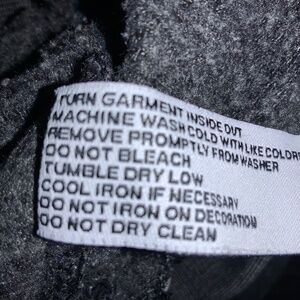 TURN GARMENT INSIDE OUT
MACHINE WASH COLD WITH LIKE COLORS
REMOVE PROMPTLY FROM WASHER
DO NOT BLEACH
TUMBLE DRY LOW
COOL IRON IF NECESSARY
DO NOT IRON ON DECORATION
DO NOT DRY CLEAN